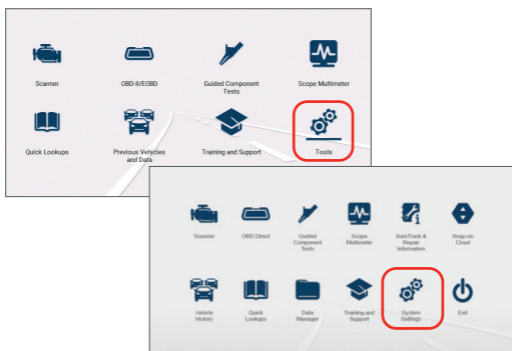 Scanner
OBD-II/EOBD
Guided Component
Tests
Scope Multimeter
Quick Lookups
Previous Vehicles
and Data
Training and Support
Tools
Scanner
OBD Direct
Guided
Component
Tests
Scope
Multimeter
SureTrack &
Repair
Information
Snap-on
Cloud
Vehicle
History
Quick
Lookups
Data
Manager
Training and
Support
System
Settings
Exit